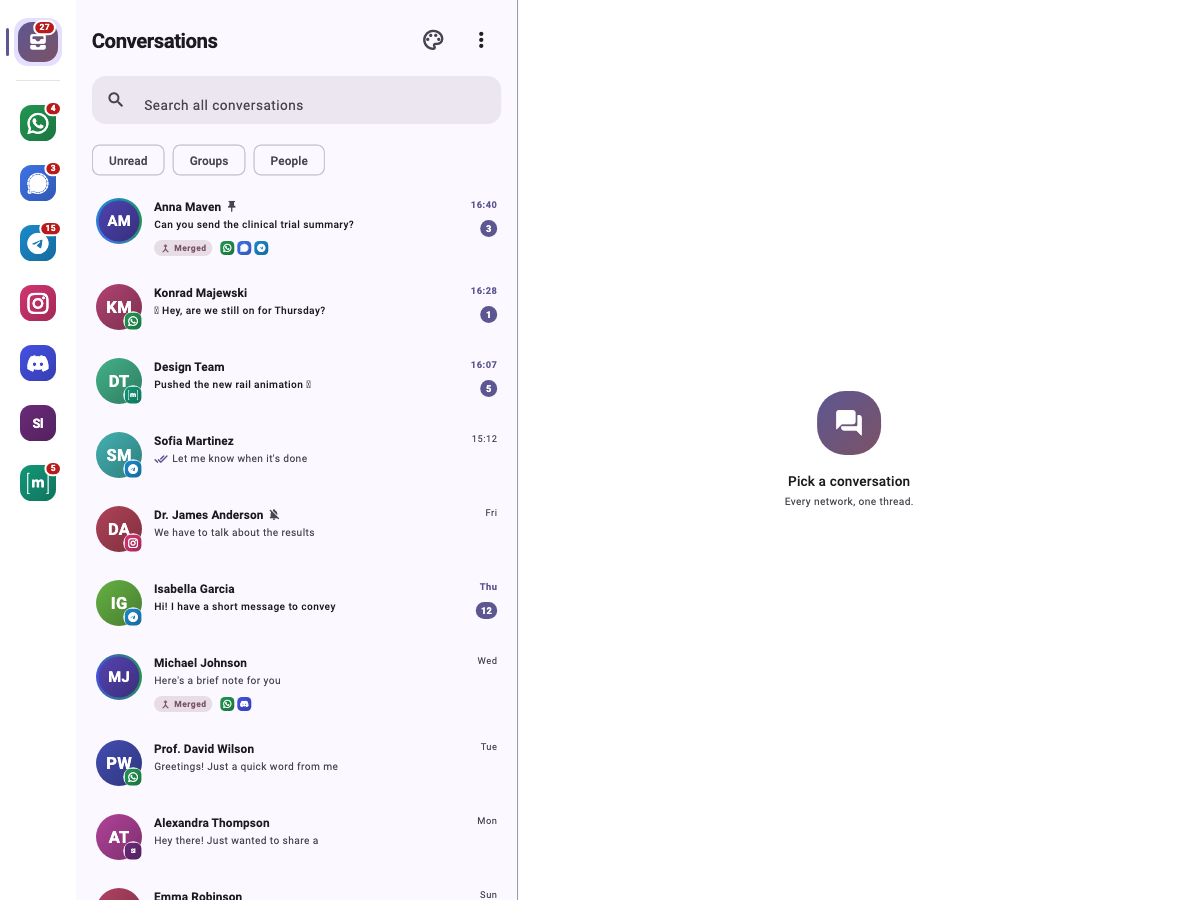 27
Conversations
Search all conversations
Unread
Groups
People
4
3
15
Sl
5
[m]
AM
Anna Maven
16:40
Can you send the clinical trial summary?
3
Merged
KM
Konrad Majewski
16:28
Hey, are we still on for Thursday?
1
DT
[m]
Design Team
16:07
Pushed the new rail animation
5
SM
Sofia Martinez
15:12
Let me know when it's done
DA
Dr. James Anderson
Fri
We have to talk about the results
IG
Isabella Garcia
Thu
Hi! I have a short message to convey
12
MJ
Michael Johnson
Wed
Here's a brief note for you
Merged
PW
Prof. David Wilson
Tue
Greetings! Just a quick word from me
AT
Sl
Alexandra Thompson
Mon
Hey there! Just wanted to share a
Emma Robinson
Sun
Pick a conversation
Every network, one thread.